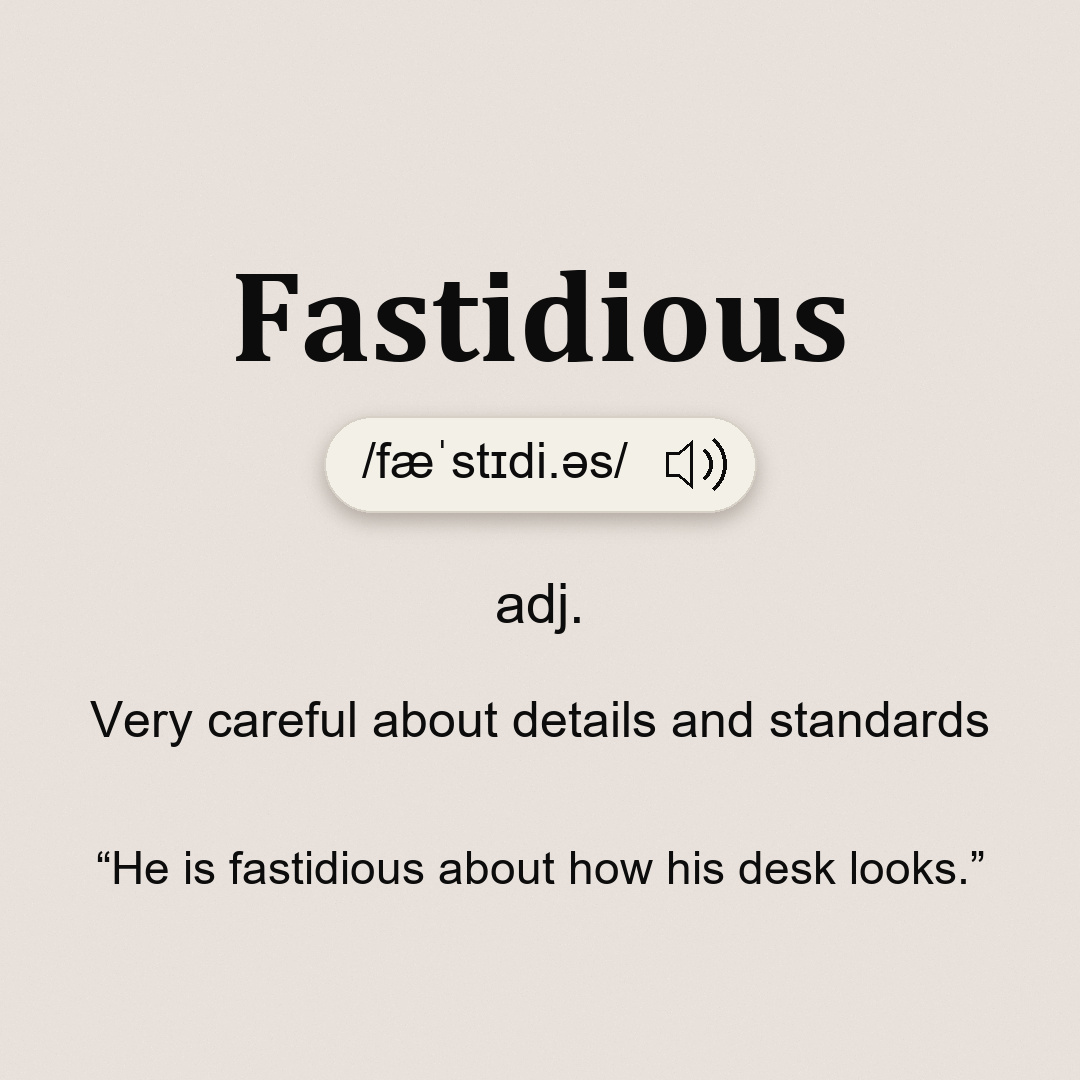 Fastidious
/fæˈstɪdi.əs/
adj.
Very careful about details and standards
“He is fastidious about how his desk looks.”